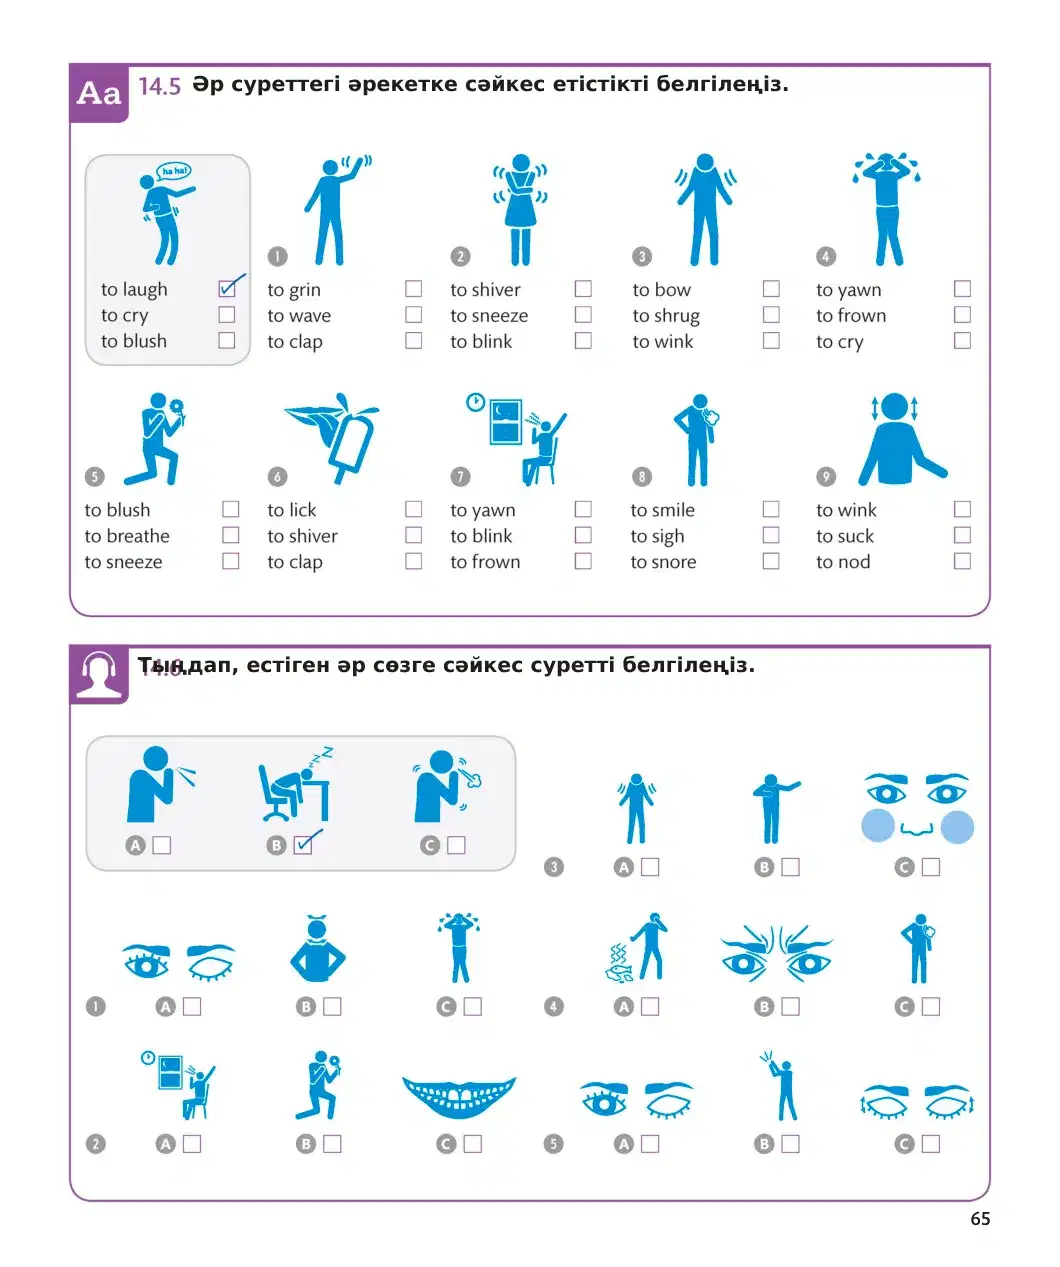 Aa 14.5 Әр суреттегі әрекетке сәйкес етістікті белгілеңіз.
ha ha!
to laugh
to cry
to blush
1
to grin
to wave
to clap
2
to shiver
to sneeze
to blink
3
to bow
to shrug
to wink
4
to yawn
to frown
to cry
5
to blush
to breathe
to sneeze
6
to lick
to shiver
to clap
7
to yawn
to blink
to frown
8
to smile
to sigh
to snore
9
to wink
to suck
to nod
14.6 Тыңдап, естіген әр сөзге сәйкес суретті белгілеңіз.
z z z Z
A B C
3 A B C
1 A B C
4 A B C
2 A B C
5 A B C
65